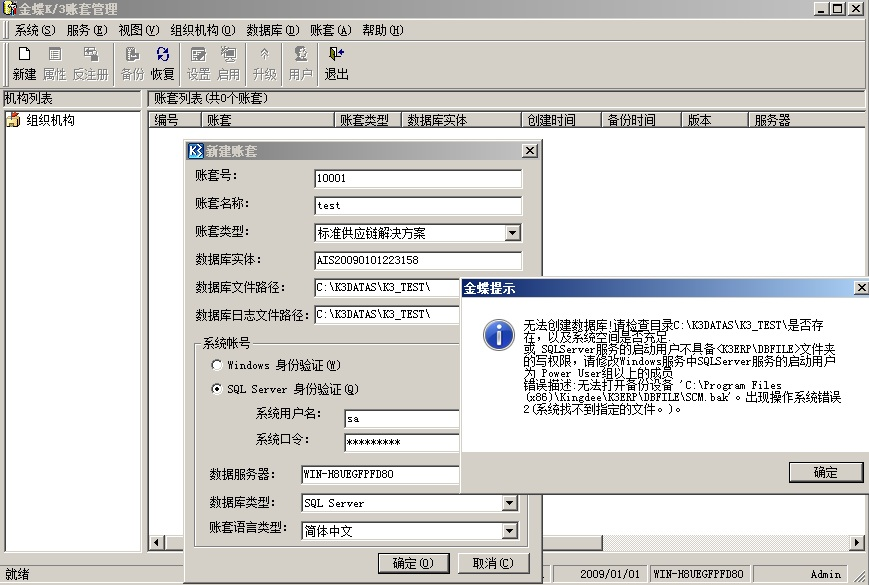 金蝶K/3账套管理
系统(S) 服务(E) 视图(V) 组织机构(O) 数据库(D) 账套(A) 帮助(H)
新建 属性 反注册 备份 恢复 设置 启用 升级 用户 退出
机构列表
账套列表(共0个账套)
组织机构
编号 账套 账套类型 数据库实体 创建时间 备份时间 版本 服务器
新建账套
账套号: 10001
账套名称: test
账套类型: 标准供应链解决方案
数据库实体: AIS20090101223158
数据库文件路径: C:\K3DATAS\K3_TEST\
数据库日志文件路径: C:\K3DATAS\K3_TEST\
系统帐号
Windows 身份验证(W)
SQL Server 身份验证(Q)
系统用户名: sa
系统口令: *********
数据服务器: WIN-H8UEGFPFD80
数据库类型: SQL Server
账套语言类型: 简体中文
确定(O) 取消(C)
金蝶提示
无法创建数据库!请检查目录C:\K3DATAS\K3_TEST\是否存
在，以及系统空间是否充足.
或 SQLServer服务的启动用户不具备<K3ERP\DBFILE>文件夹
的写权限，请修改Windows服务中SQLServer服务的启动用户
为 Power User组以上的成员
错误描述:无法打开备份设备 'C:\Program Files
(x86)\Kingdee\K3ERP\DBFILE\SCM.bak'。出现操作系统错误
2(系统找不到指定的文件。)。
确定
就绪
2009/01/01 WIN-H8UEGFPFD80 Admin